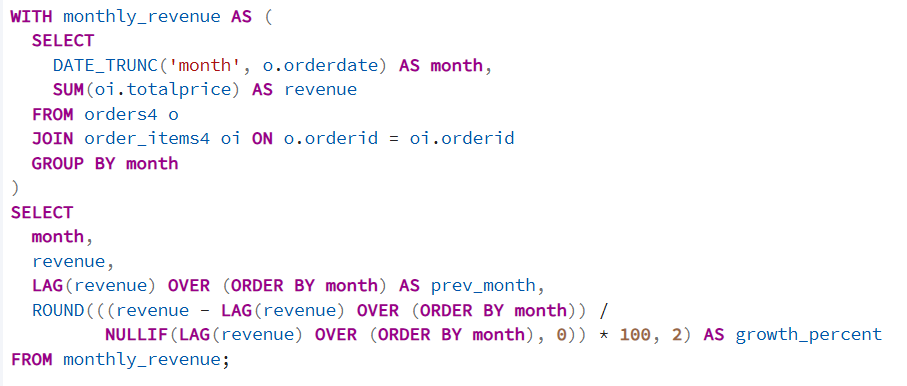 WITH monthly_revenue AS (
  SELECT
    DATE_TRUNC('month', o.orderdate) AS month,
    SUM(oi.totalprice) AS revenue
  FROM orders4 o
  JOIN order_items4 oi ON o.orderid = oi.orderid
  GROUP BY month
)
SELECT
  month,
  revenue,
  LAG(revenue) OVER (ORDER BY month) AS prev_month,
  ROUND(((revenue - LAG(revenue) OVER (ORDER BY month)) /
         NULLIF(LAG(revenue) OVER (ORDER BY month), 0)) * 100, 2) AS growth_percent
FROM monthly_revenue;